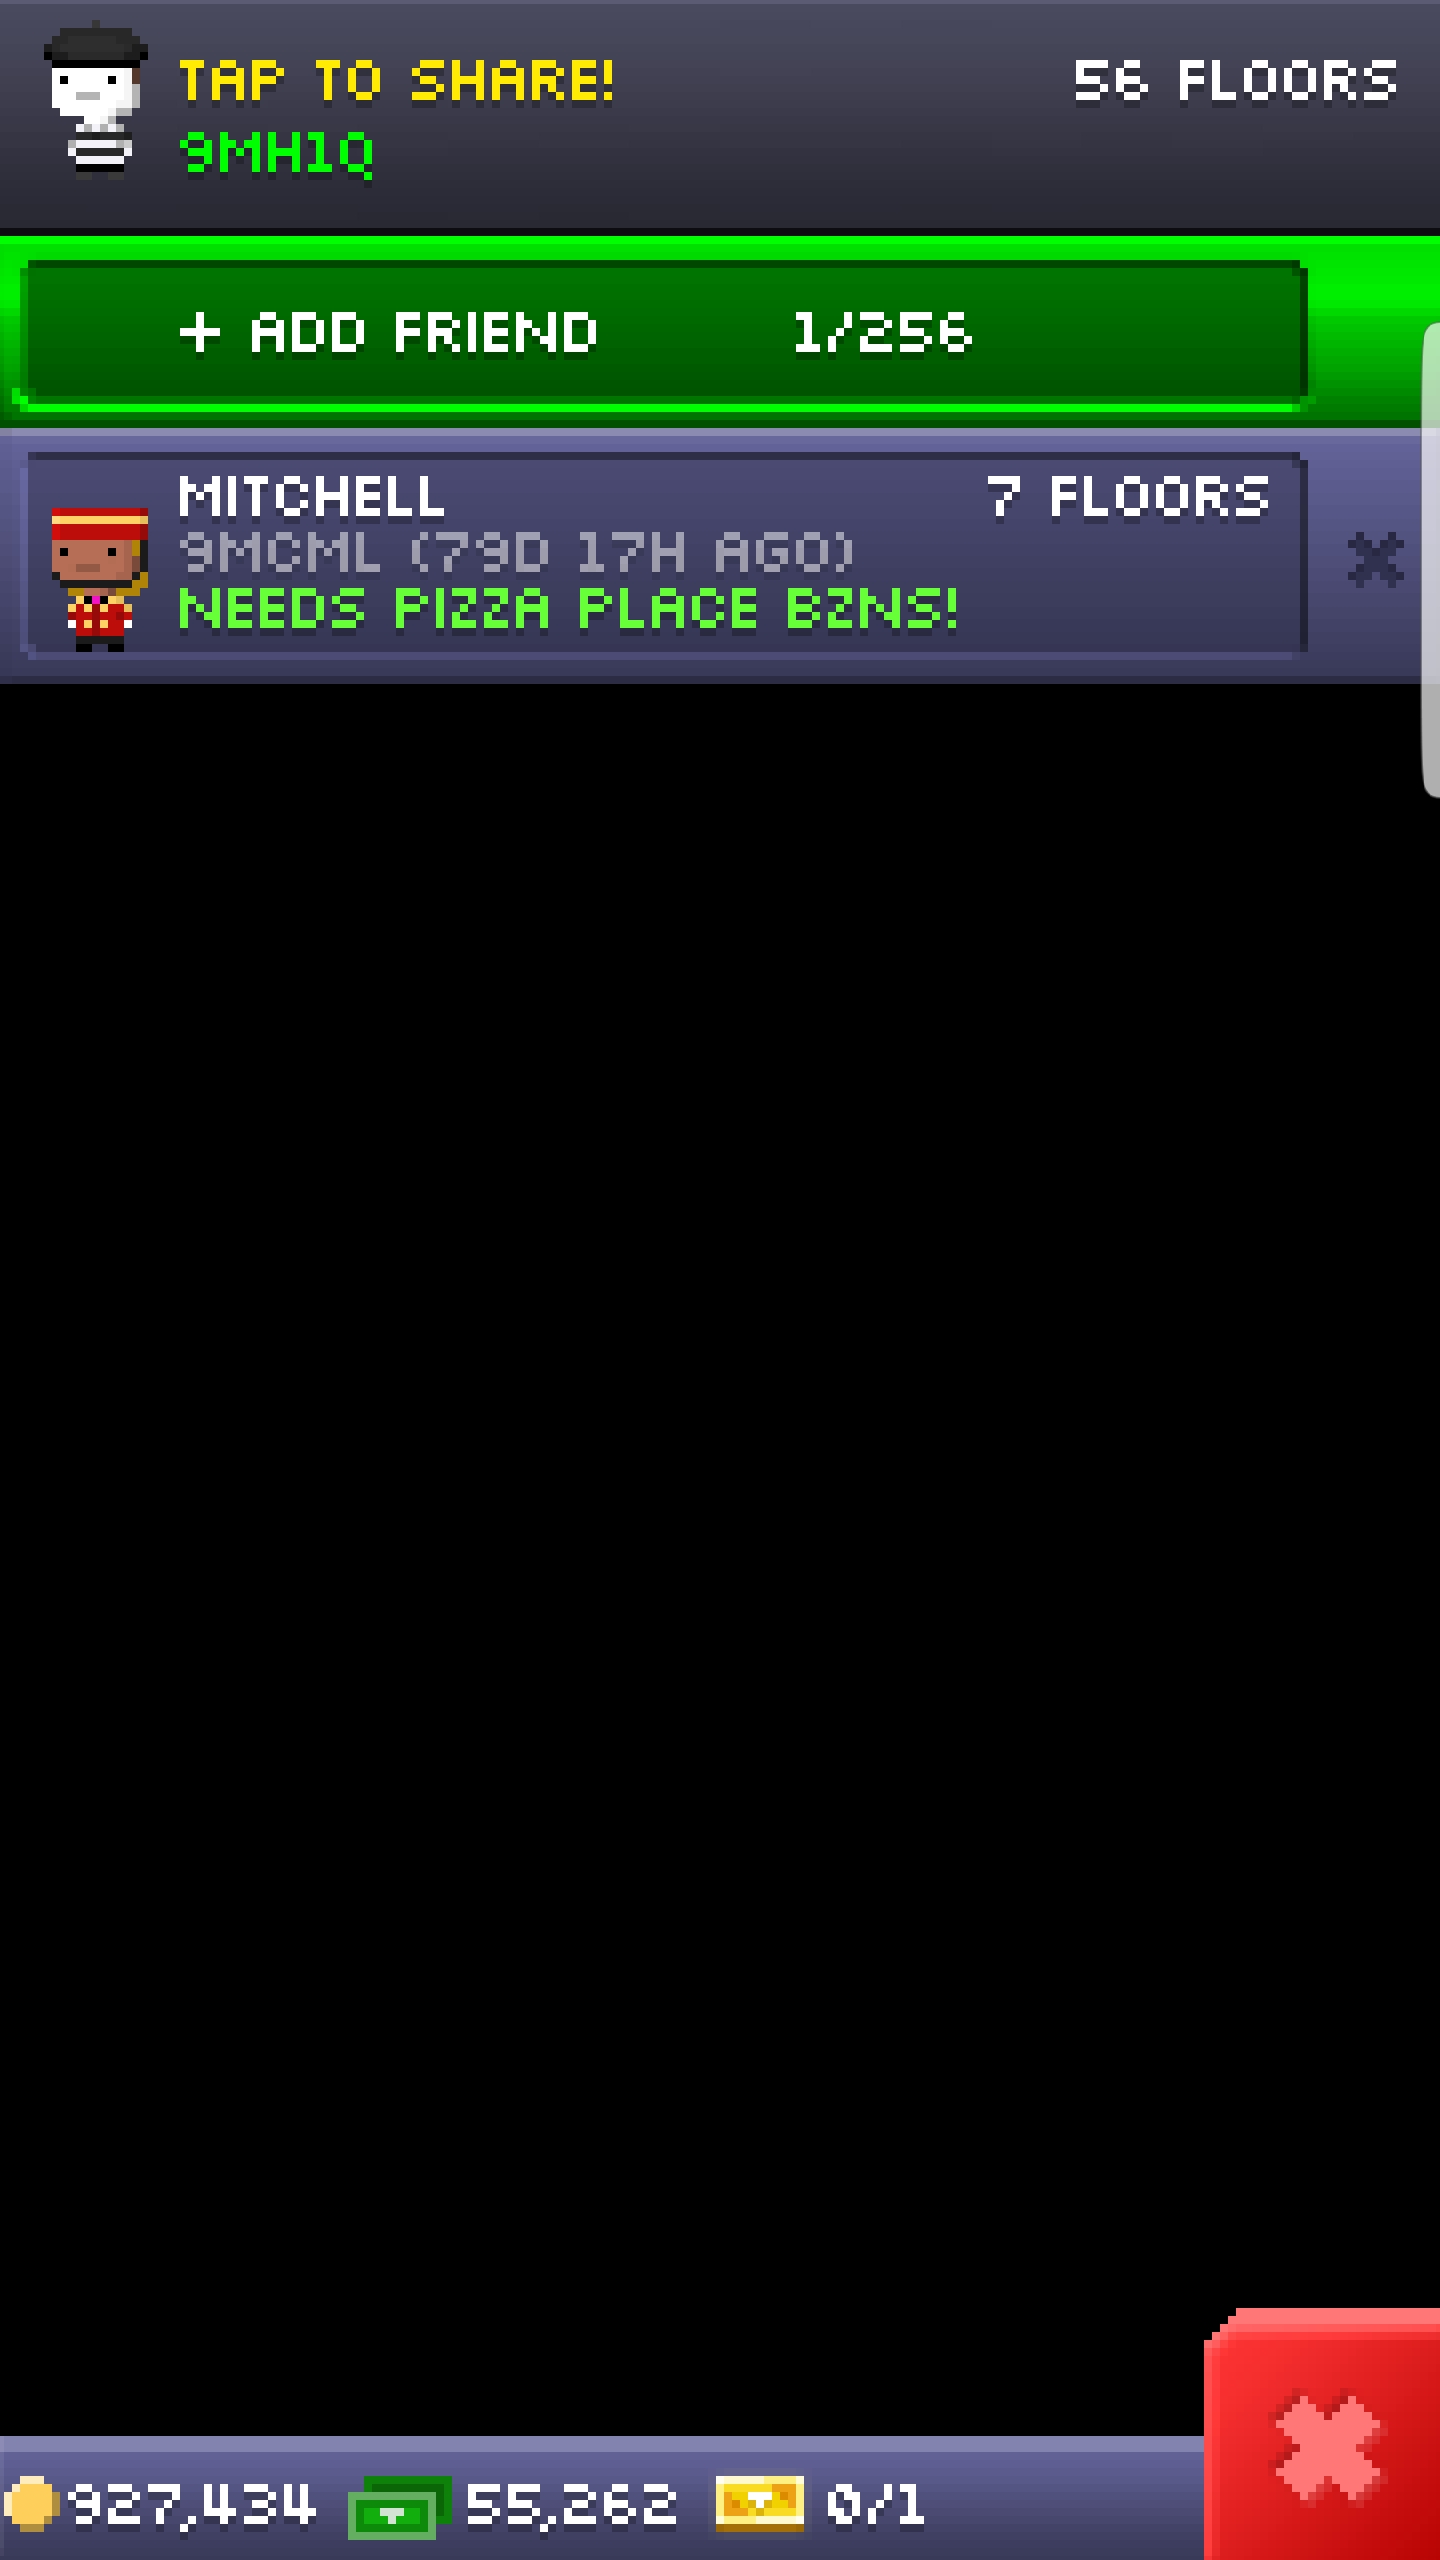 TAP TO SHARE!
56 FLOORS
9MH1Q
+ ADD FRIEND 1/256
MITCHELL 7 FLOORS
9MCML (79D 17H AGO)
NEEDS PIZZA PLACE BZNS!
927,434 55,262 0/1